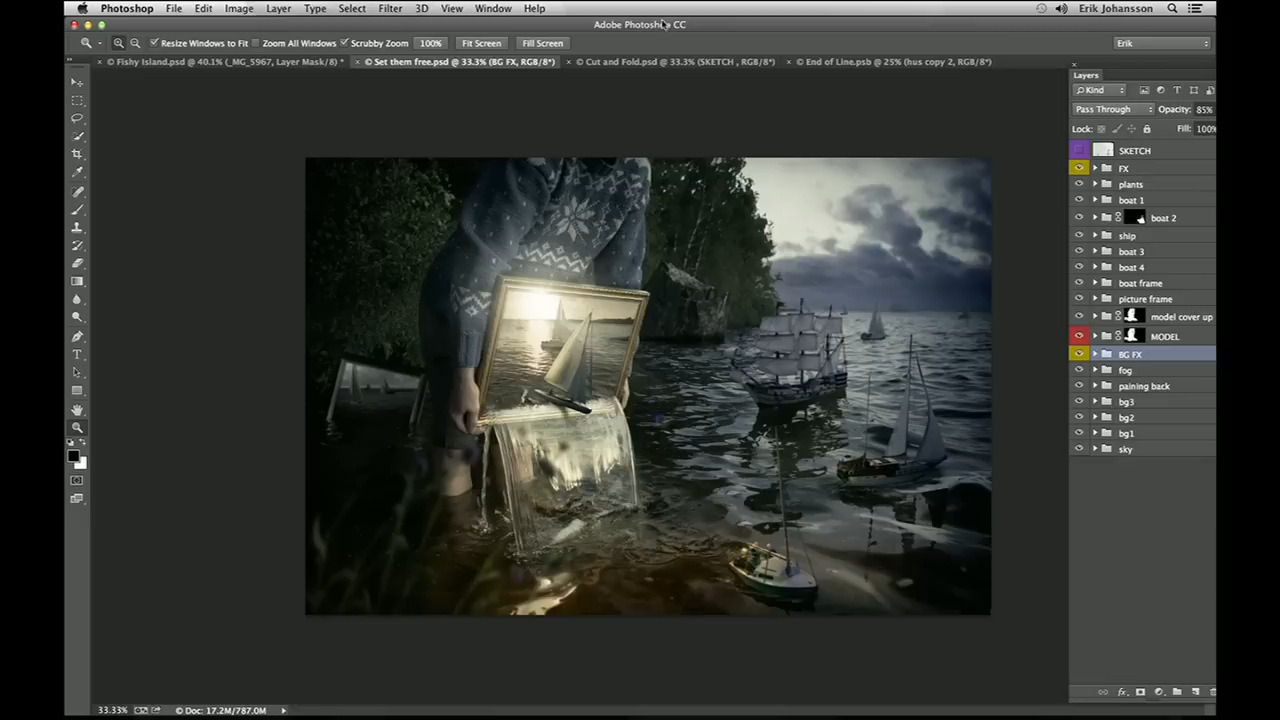 Photoshop File Edit Image Layer Type Select Filter 3D View Window Help Erik Johansson
Adobe Photoshop CC
Resize Windows to Fit Zoom All Windows Scrubby Zoom 100% Fit Screen Fill Screen Erik
Fishy Island.psd @ 40.1% (_MG_5967, Layer Mask/8) * Set them free.psd @ 33.3% (BG FX, RGB/8*) Cut and Fold.psd @ 33.3% (SKETCH , RGB/8*) End of Line.psb @ 25% (hus copy 2, RGB/8*)
Layers
Kind
Pass Through Opacity: 85%
Lock: Fill: 100%
SKETCH
FX
plants
boat 1
boat 2
ship
boat 3
boat 4
boat frame
picture frame
model cover up
MODEL
BG FX
fog
paining back
bg3
bg2
bg1
sky
33.33% Doc: 17.2M/787.0M